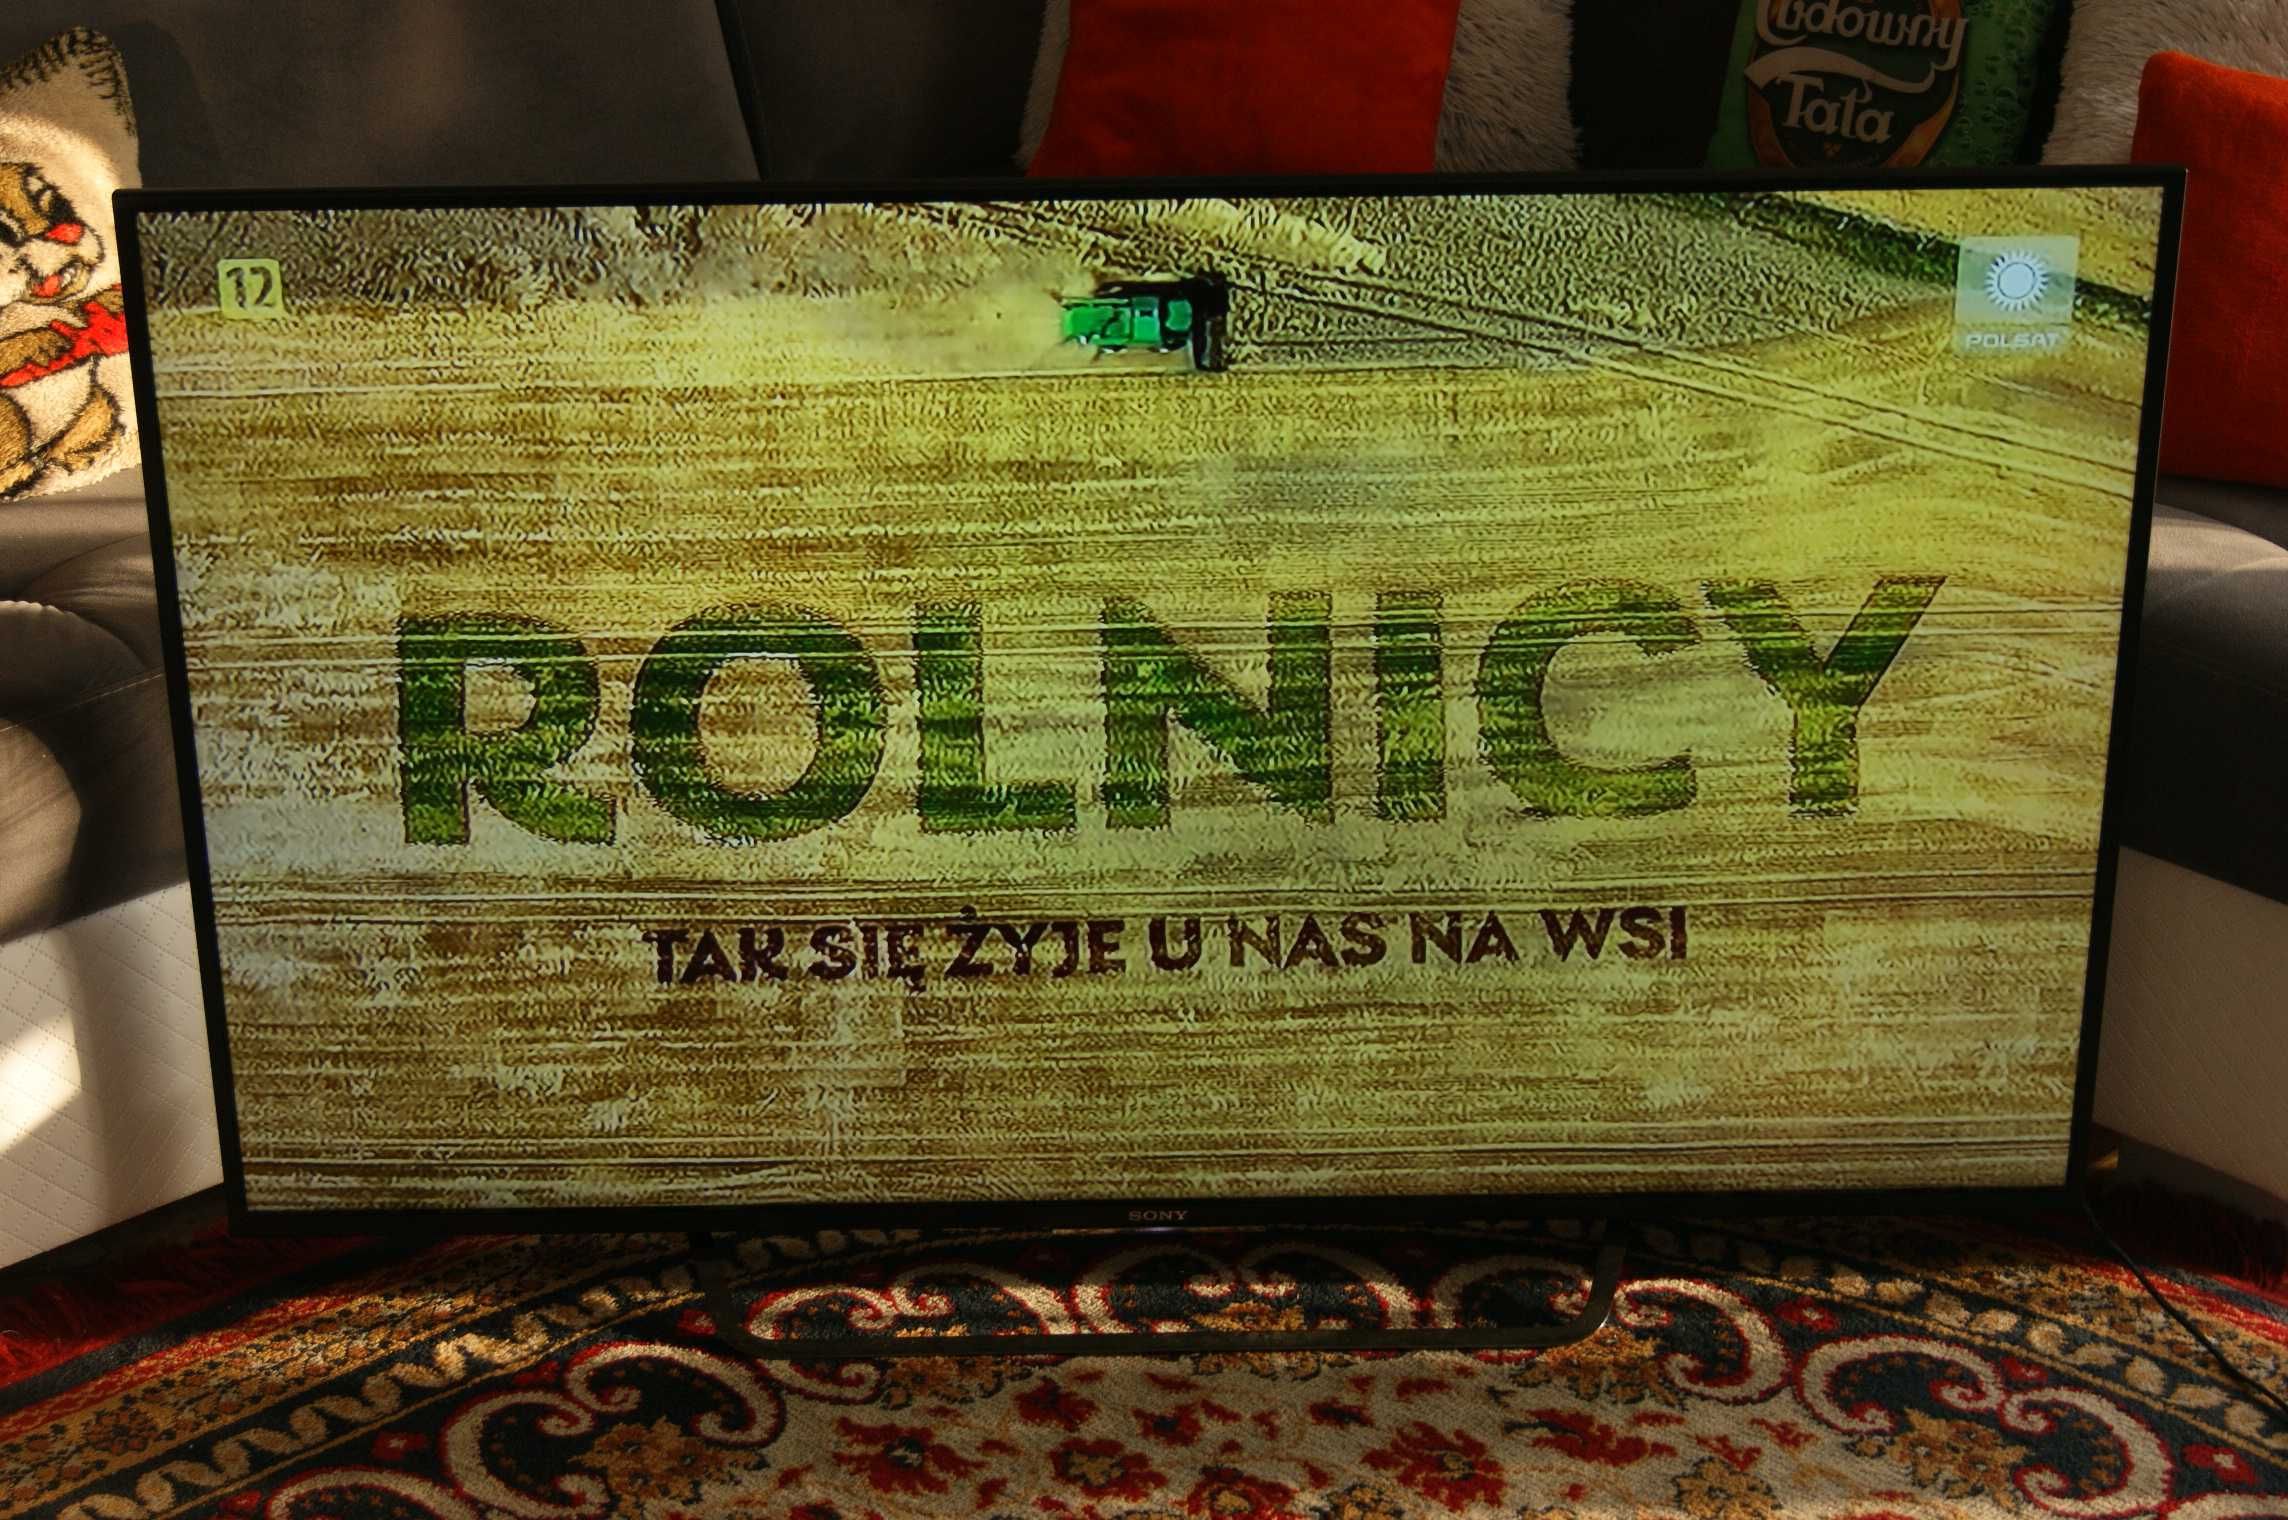 Cudowny
Tata
12
POLSAT
ROLNICY
TAK SIĘ ŻYJE U NAS NA WSI
SONY